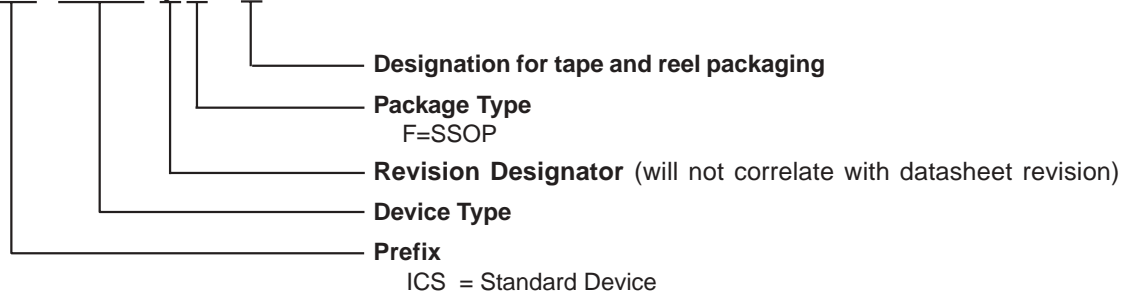 Designation for tape and reel packaging
Package Type
F=SSOP
Revision Designator (will not correlate with datasheet revision)
Device Type
Prefix
ICS = Standard Device